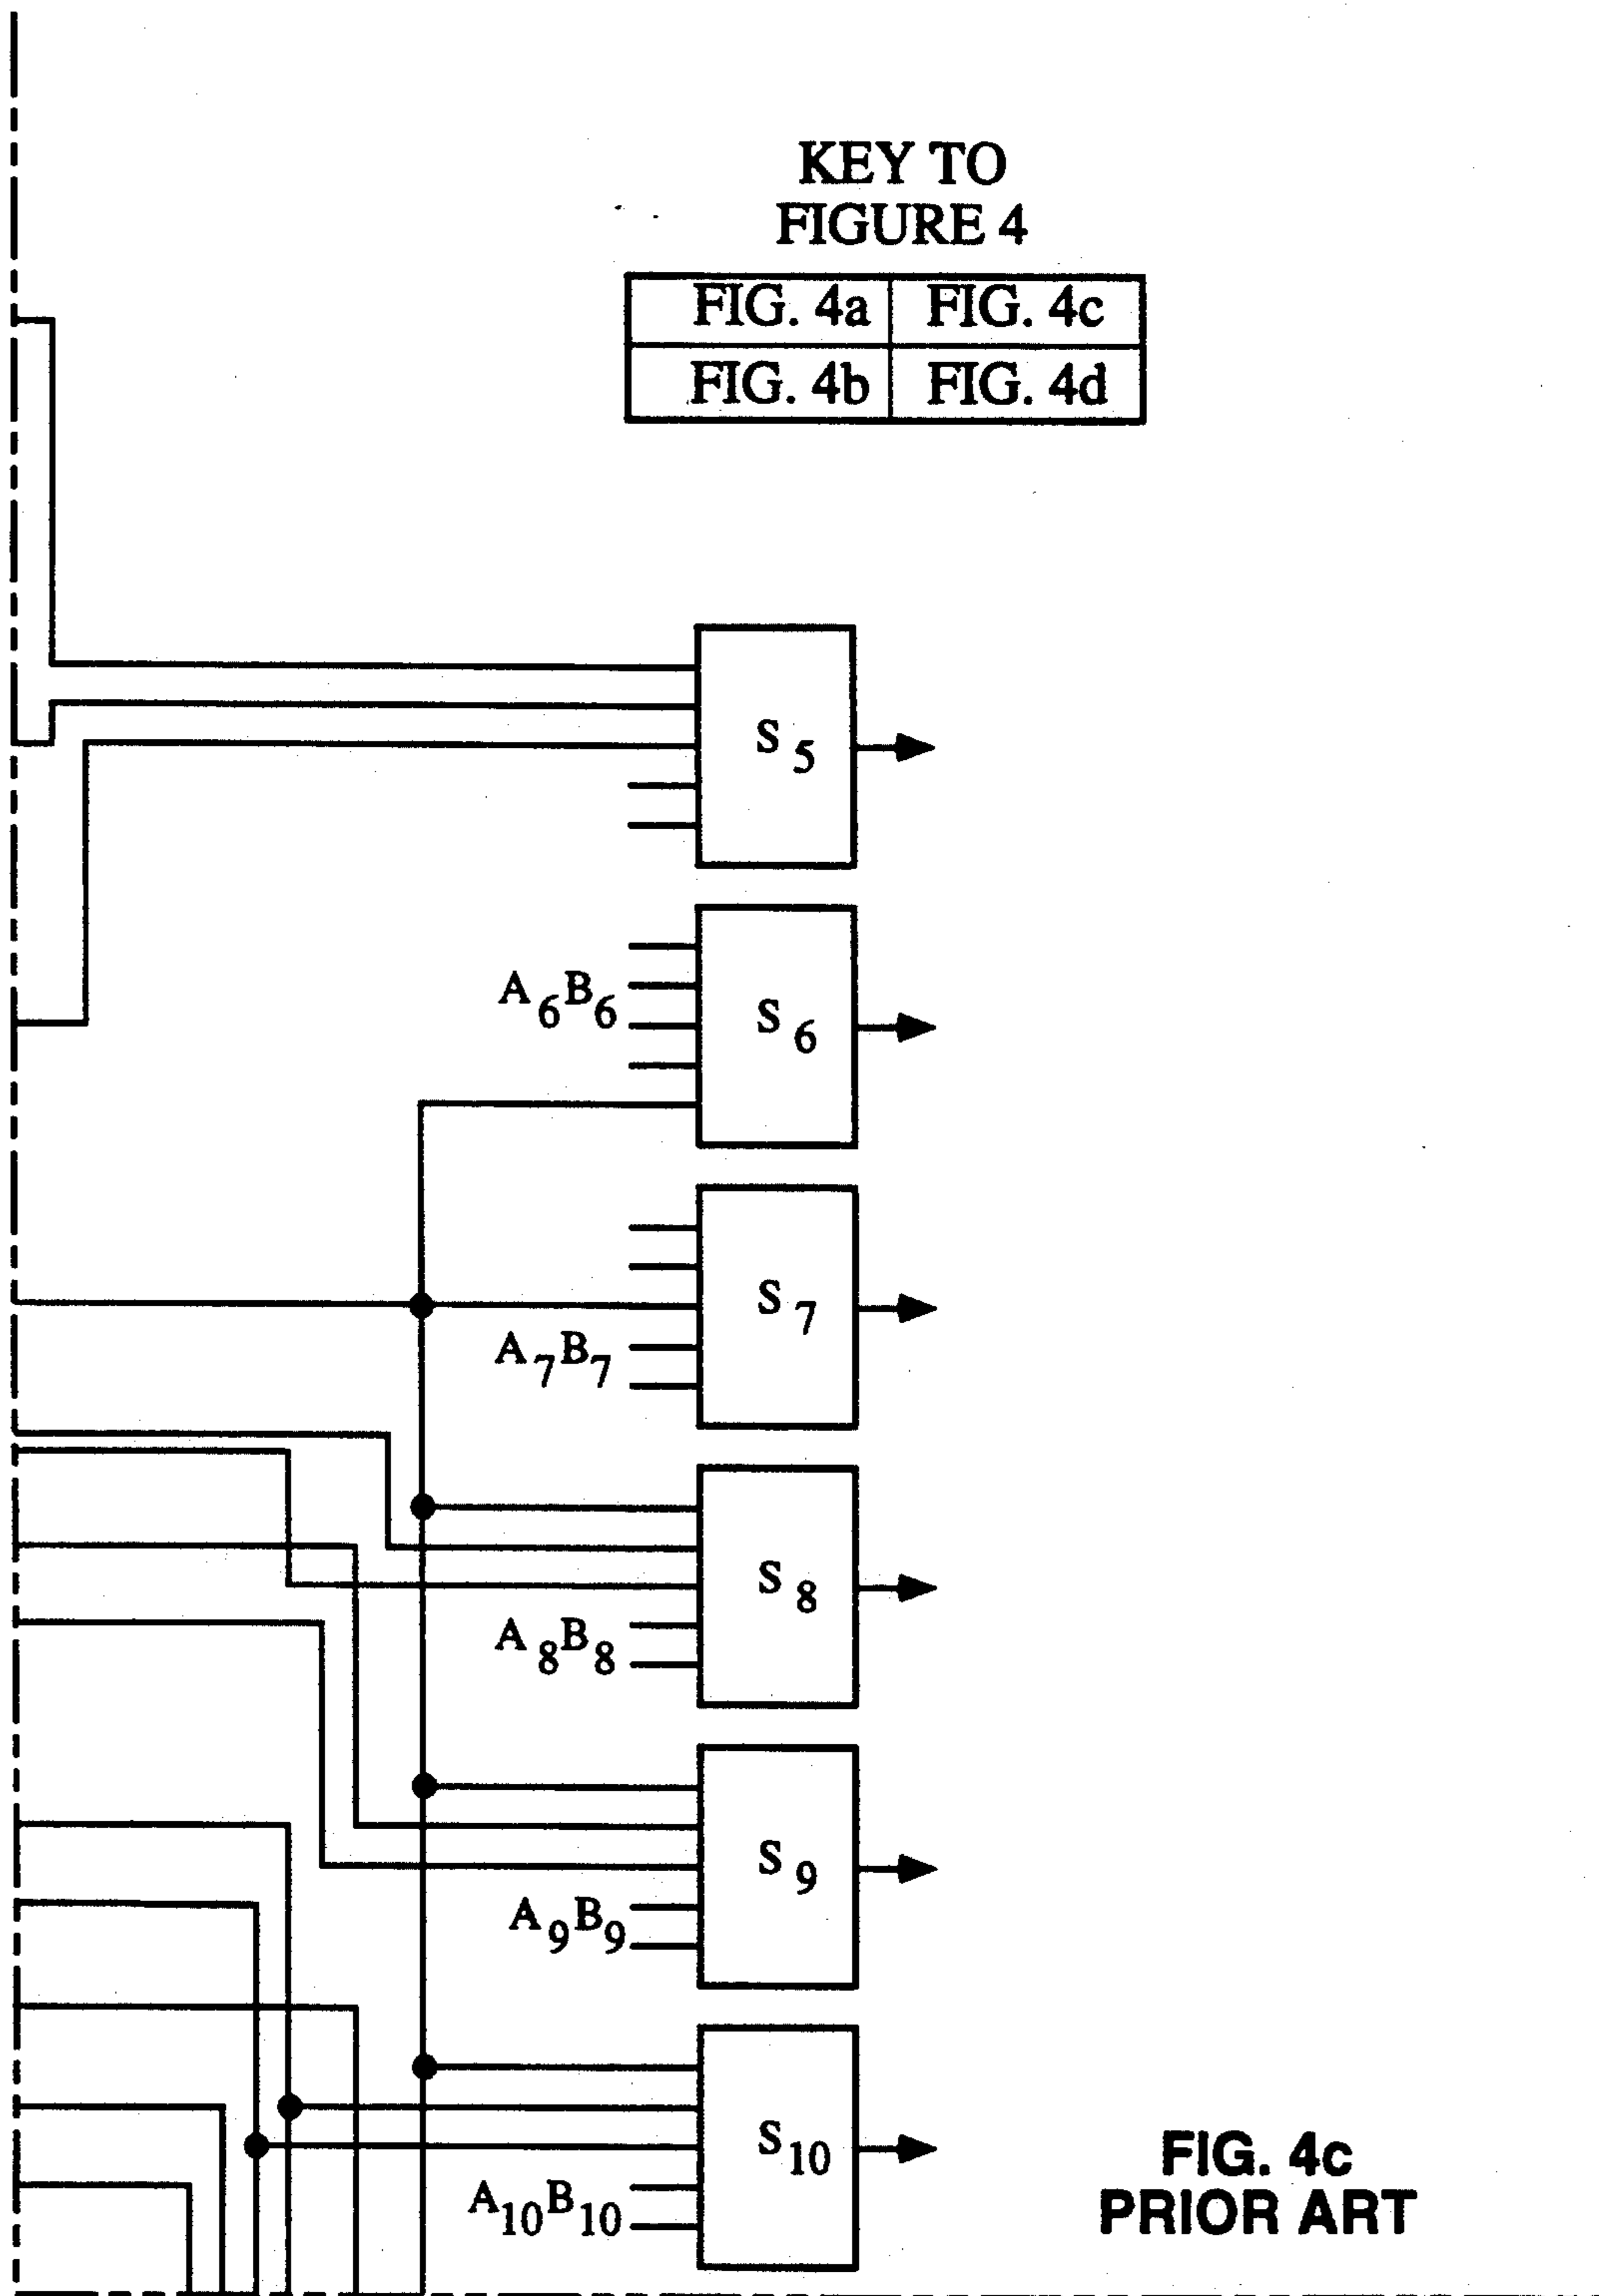 KEY TO
FIGURE 4
FIG. 4a FIG. 4c
FIG. 4b FIG. 4d
S5
A6B6
S6
S7
A7B7
S8
A8B8
S9
A9B9
S10
A10B10
FIG. 4c
PRIOR ART